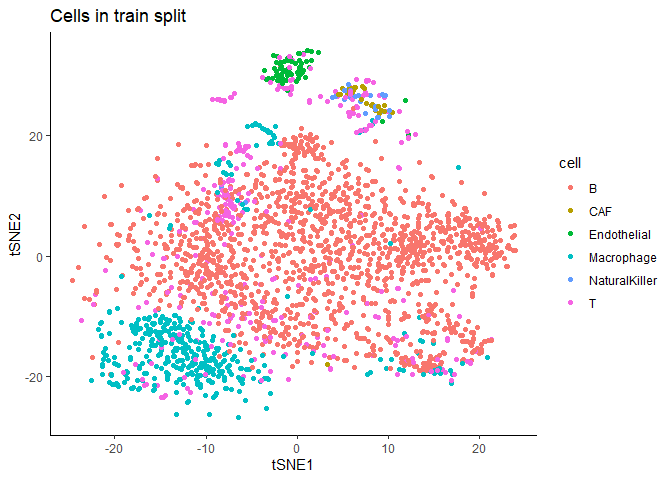 Cells in train split
tSNE2
20
0
-20
-20
-10
0
10
20
tSNE1
cell
B
CAF
Endothelial
Macrophage
NaturalKiller
T